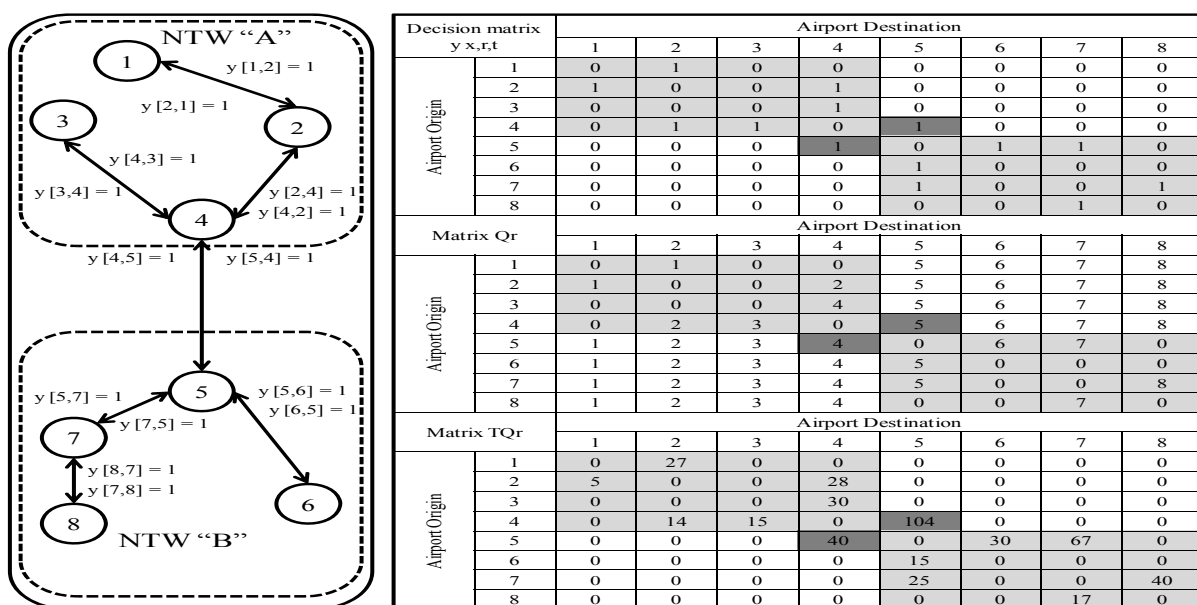 NTW “A”
1
y [1,2] = 1
y [2,1] = 1
3
2
y [4,3] = 1
y [3,4] = 1
y [2,4] = 1
y [4,2] = 1
4
y [4,5] = 1 y [5,4] = 1
5
y [5,7] = 1
y [5,6] = 1
y [6,5] = 1
y [7,5] = 1
7
y [8,7] = 1
y [7,8] = 1
6
8
NTW “B”
Decision matrix Airport Destination
y x,r,t 1 2 3 4 5 6 7 8
Airport Origin
1 0 1 0 0 0 0 0 0
2 1 0 0 1 0 0 0 0
3 0 0 0 1 0 0 0 0
4 0 1 1 0 1 0 0 0
5 0 0 0 1 0 1 1 0
6 0 0 0 0 1 0 0 0
7 0 0 0 0 1 0 0 1
8 0 0 0 0 0 0 1 0
Matrix Qr Airport Destination
1 2 3 4 5 6 7 8
Airport Origin
1 0 1 0 0 5 6 7 8
2 1 0 0 2 5 6 7 8
3 0 0 0 4 5 6 7 8
4 0 2 3 0 5 6 7 8
5 1 2 3 4 0 6 7 0
6 1 2 3 4 5 0 0 0
7 1 2 3 4 5 0 0 8
8 1 2 3 4 0 0 7 0
Matrix TQr Airport Destination
1 2 3 4 5 6 7 8
Airport Origin
1 0 27 0 0 0 0 0 0
2 5 0 0 28 0 0 0 0
3 0 0 0 30 0 0 0 0
4 0 14 15 0 104 0 0 0
5 0 0 0 40 0 30 67 0
6 0 0 0 0 15 0 0 0
7 0 0 0 0 25 0 0 40
8 0 0 0 0 0 0 17 0